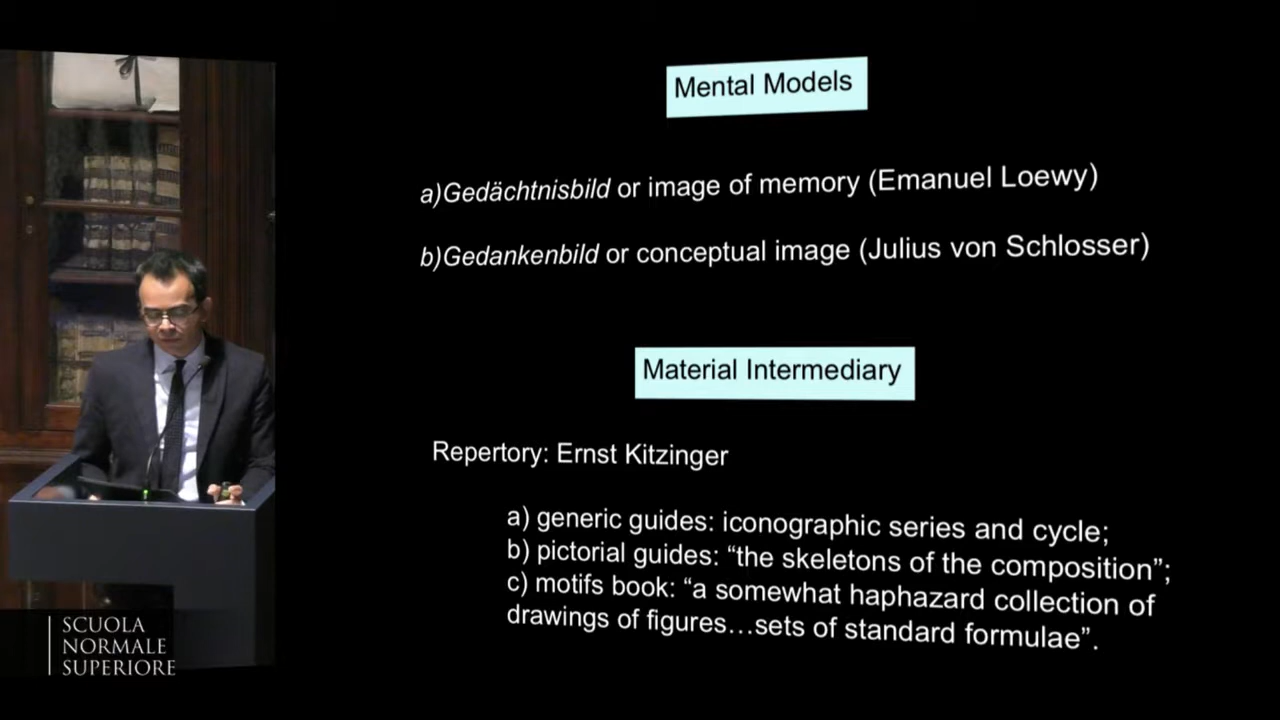 Mental Models
a)Gedächtnisbild or image of memory (Emanuel Loewy)
b)Gedankenbild or conceptual image (Julius von Schlosser)
Material Intermediary
Repertory: Ernst Kitzinger
a) generic guides: iconographic series and cycle;
b) pictorial guides: “the skeletons of the composition”;
c) motifs book: “a somewhat haphazard collection of
drawings of figures…sets of standard formulae”.
SCUOLA
NORMALE
SUPERIORE